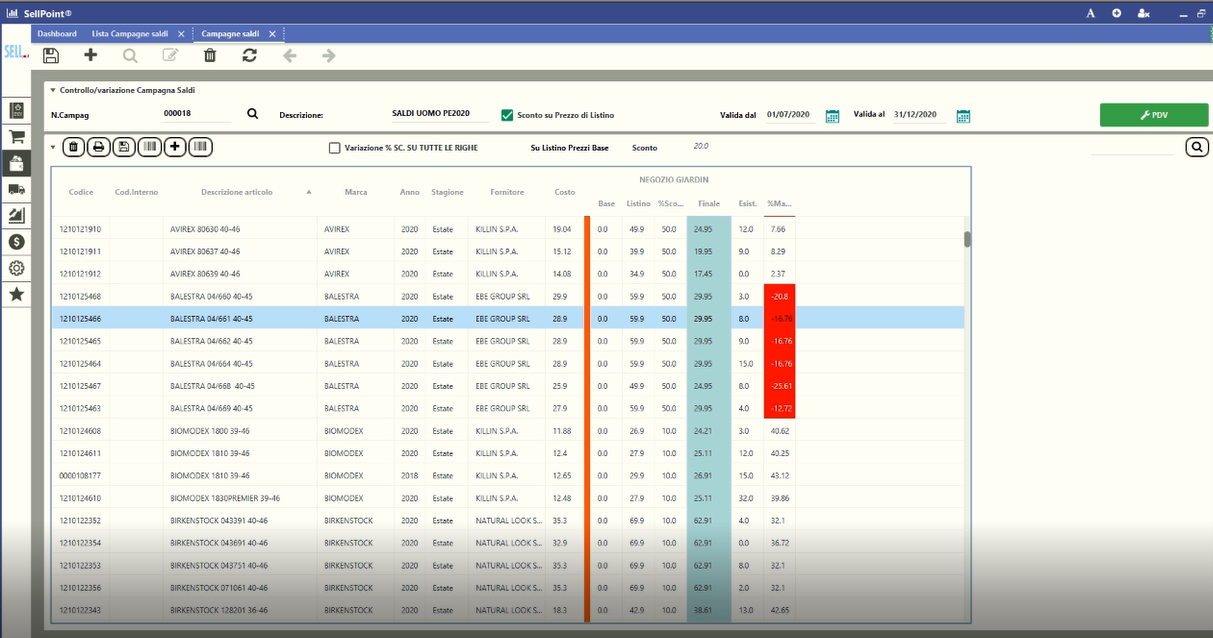 SellPoint®
A
Dashboard Lista Campagne saldi Campagne saldi
SELL
Controllo/variazione Campagna Saldi
N.Campag 000018 Descrizione: SALDI UOMO PE2020 Sconto su Prezzo di Listino Valida dal 01/07/2020 Valida al 31/12/2020 PDV
Variazione % SC. SU TUTTE LE RIGHE Su Listino Prezzi Base Sconto 20.0
NEGOZIO GIARDIN
Codice Cod.Interno Descrizione articolo Marca Anno Stagione Fornitore Costo Base Listino %Sco... Finale Esist. %Ma...
1210121910 AVIREX 80630 40-46 AVIREX 2020 Estate KILLIN S.P.A. 19.04 0.0 49.9 50.0 24.95 12.0 7.66
1210121911 AVIREX 80637 40-46 AVIREX 2020 Estate KILLIN S.P.A. 15.12 0.0 39.9 50.0 19.95 9.0 8.29
1210121912 AVIREX 80639 40-46 AVIREX 2020 Estate KILLIN S.P.A. 14.08 0.0 34.9 50.0 17.45 0.0 2.37
1210125468 BALESTRA 04/660 40-45 BALESTRA 2020 Estate EBE GROUP SRL 29.9 0.0 59.9 50.0 29.95 3.0 -20.8
1210125466 BALESTRA 04/661 40-45 BALESTRA 2020 Estate EBE GROUP SRL 28.9 0.0 59.9 50.0 29.95 8.0 -16.76
1210125465 BALESTRA 04/662 40-45 BALESTRA 2020 Estate EBE GROUP SRL 28.9 0.0 59.9 50.0 29.95 9.0 -16.76
1210125464 BALESTRA 04/664 40-45 BALESTRA 2020 Estate EBE GROUP SRL 28.9 0.0 59.9 50.0 29.95 15.0 -16.76
1210125467 BALESTRA 04/668 40-45 BALESTRA 2020 Estate EBE GROUP SRL 25.9 0.0 49.9 50.0 24.95 8.0 -25.61
1210125463 BALESTRA 04/669 40-45 BALESTRA 2020 Estate EBE GROUP SRL 27.9 0.0 59.9 50.0 29.95 4.0 -12.72
1210124608 BIOMODEX 1800 39-46 BIOMODEX 2020 Estate KILLIN S.P.A. 11.88 0.0 26.9 10.0 24.21 3.0 40.62
1210124611 BIOMODEX 1810 39-46 BIOMODEX 2020 Estate KILLIN S.P.A. 12.4 0.0 27.9 10.0 25.11 12.0 40.25
0000108177 BIOMODEX 1810 39-46 BIOMODEX 2018 Estate KILLIN S.P.A. 12.65 0.0 29.9 10.0 26.91 15.0 43.12
1210124610 BIOMODEX 1830PREMIER 39-46 BIOMODEX 2020 Estate KILLIN S.P.A. 12.48 0.0 27.9 10.0 25.11 32.0 39.86
1210122352 BIRKENSTOCK 043391 40-46 BIRKENSTOCK 2020 Estate NATURAL LOOK S... 35.3 0.0 69.9 10.0 62.91 4.0 32.1
1210122354 BIRKENSTOCK 043691 40-46 BIRKENSTOCK 2020 Estate NATURAL LOOK S... 32.9 0.0 69.9 10.0 62.91 0.0 36.72
1210122353 BIRKENSTOCK 043751 40-46 BIRKENSTOCK 2020 Estate NATURAL LOOK S... 35.3 0.0 69.9 10.0 62.91 8.0 32.1
1210122356 BIRKENSTOCK 071061 40-46 BIRKENSTOCK 2020 Estate NATURAL LOOK S... 35.3 0.0 69.9 10.0 62.91 2.0 32.1
1210122343 BIRKENSTOCK 128201 36-46 BIRKENSTOCK 2020 Estate NATURAL LOOK S... 18.3 0.0 42.9 10.0 38.61 13.0 42.65